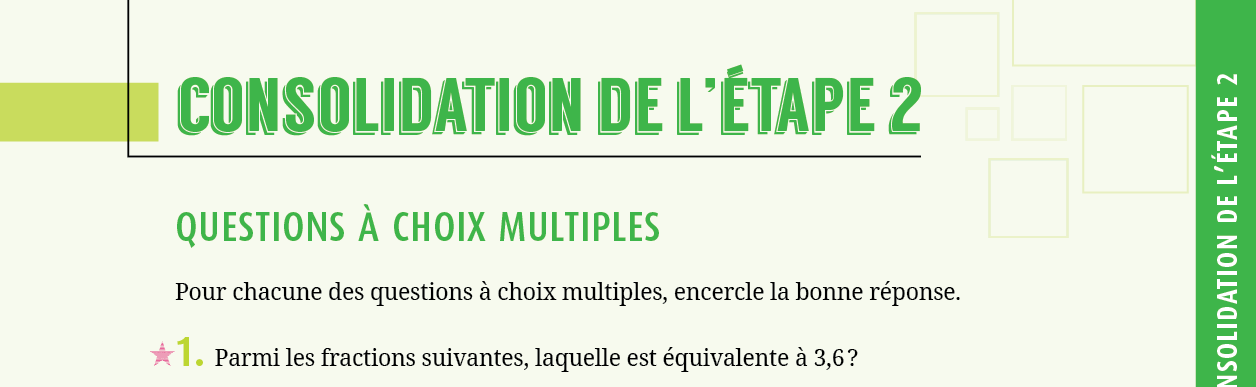 CONSOLIDATION DE L’ÉTAPE 2
QUESTIONS À CHOIX MULTIPLES
Pour chacune des questions à choix multiples, encercle la bonne réponse.
1. Parmi les fractions suivantes, laquelle est équivalente à 3,6 ?
NSOLIDATION DE L’ÉTAPE 2